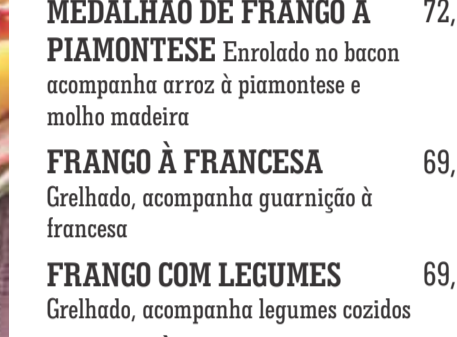 MEDALHÃO DE FRANGO À 72,
PIAMONTESE Enrolado no bacon
acompanha arroz à piamontese e
molho madeira
FRANGO À FRANCESA 69,
Grelhado, acompanha guarnição à
francesa
FRANGO COM LEGUMES 69,
Grelhado, acompanha legumes cozidos